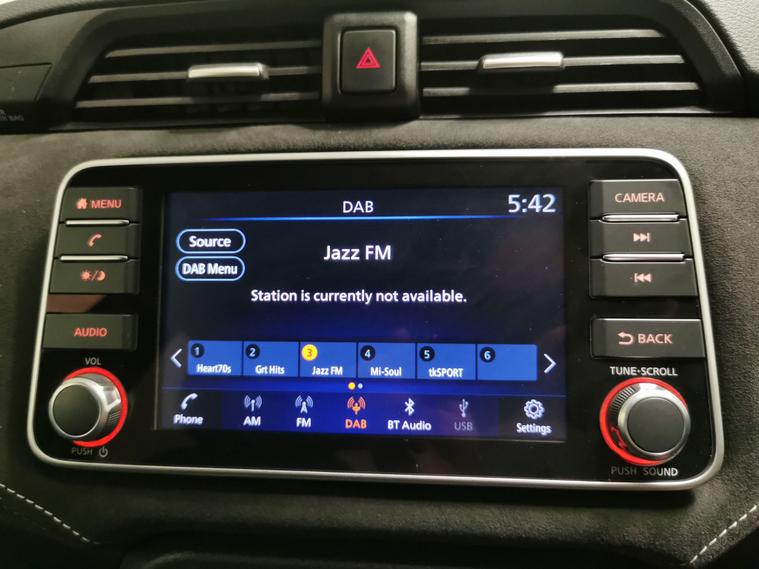 BAG
MENU
AUDIO
VOL
PUSH
DAB
5:42
Source
Jazz FM
DAB Menu
Station is currently not available.
1
Heart70s
2
Grt Hits
3
Jazz FM
4
Mi-Soul
5
tkSPORT
6
Phone
AM
FM
DAB
BT Audio
USB
Settings
CAMERA
BACK
TUNE·SCROLL
PUSH SOUND